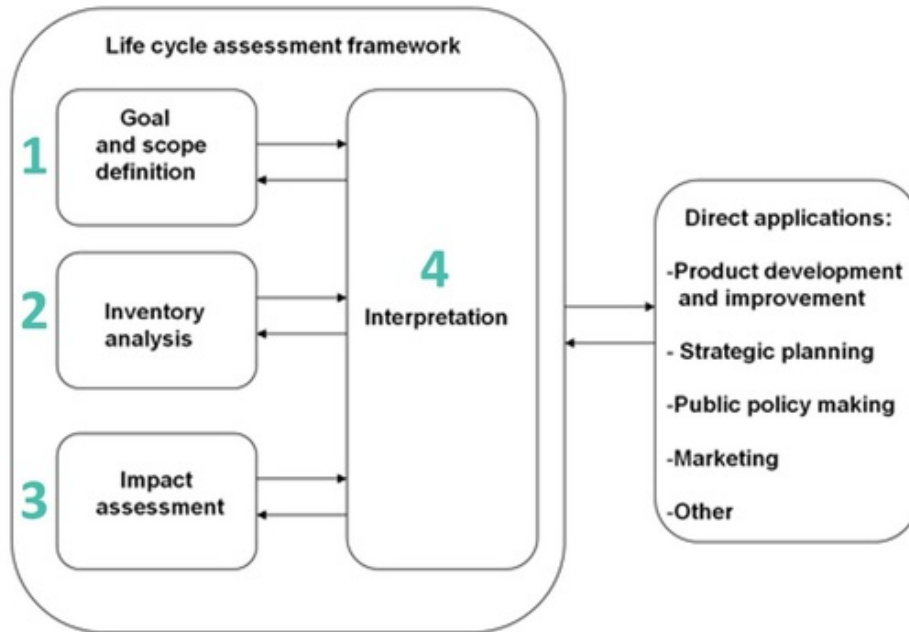 Life cycle assessment framework
1
Goal
and scope
definition
2
Inventory
analysis
3
Impact
assessment
4
Interpretation
Direct applications:
-Product development
and improvement
- Strategic planning
-Public policy making
-Marketing
-Other